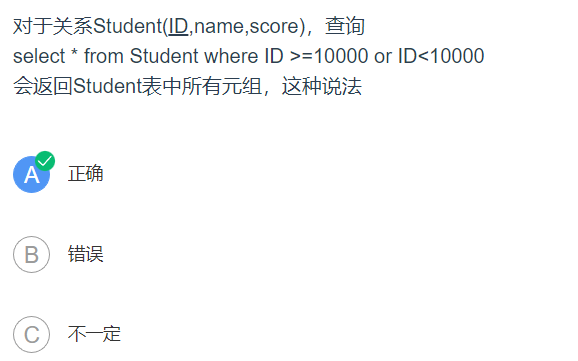 对于关系Student(ID,name,score)，查询
select * from Student where ID >=10000 or ID<10000
会返回Student表中所有元组，这种说法
A 正确
B 错误
C 不一定